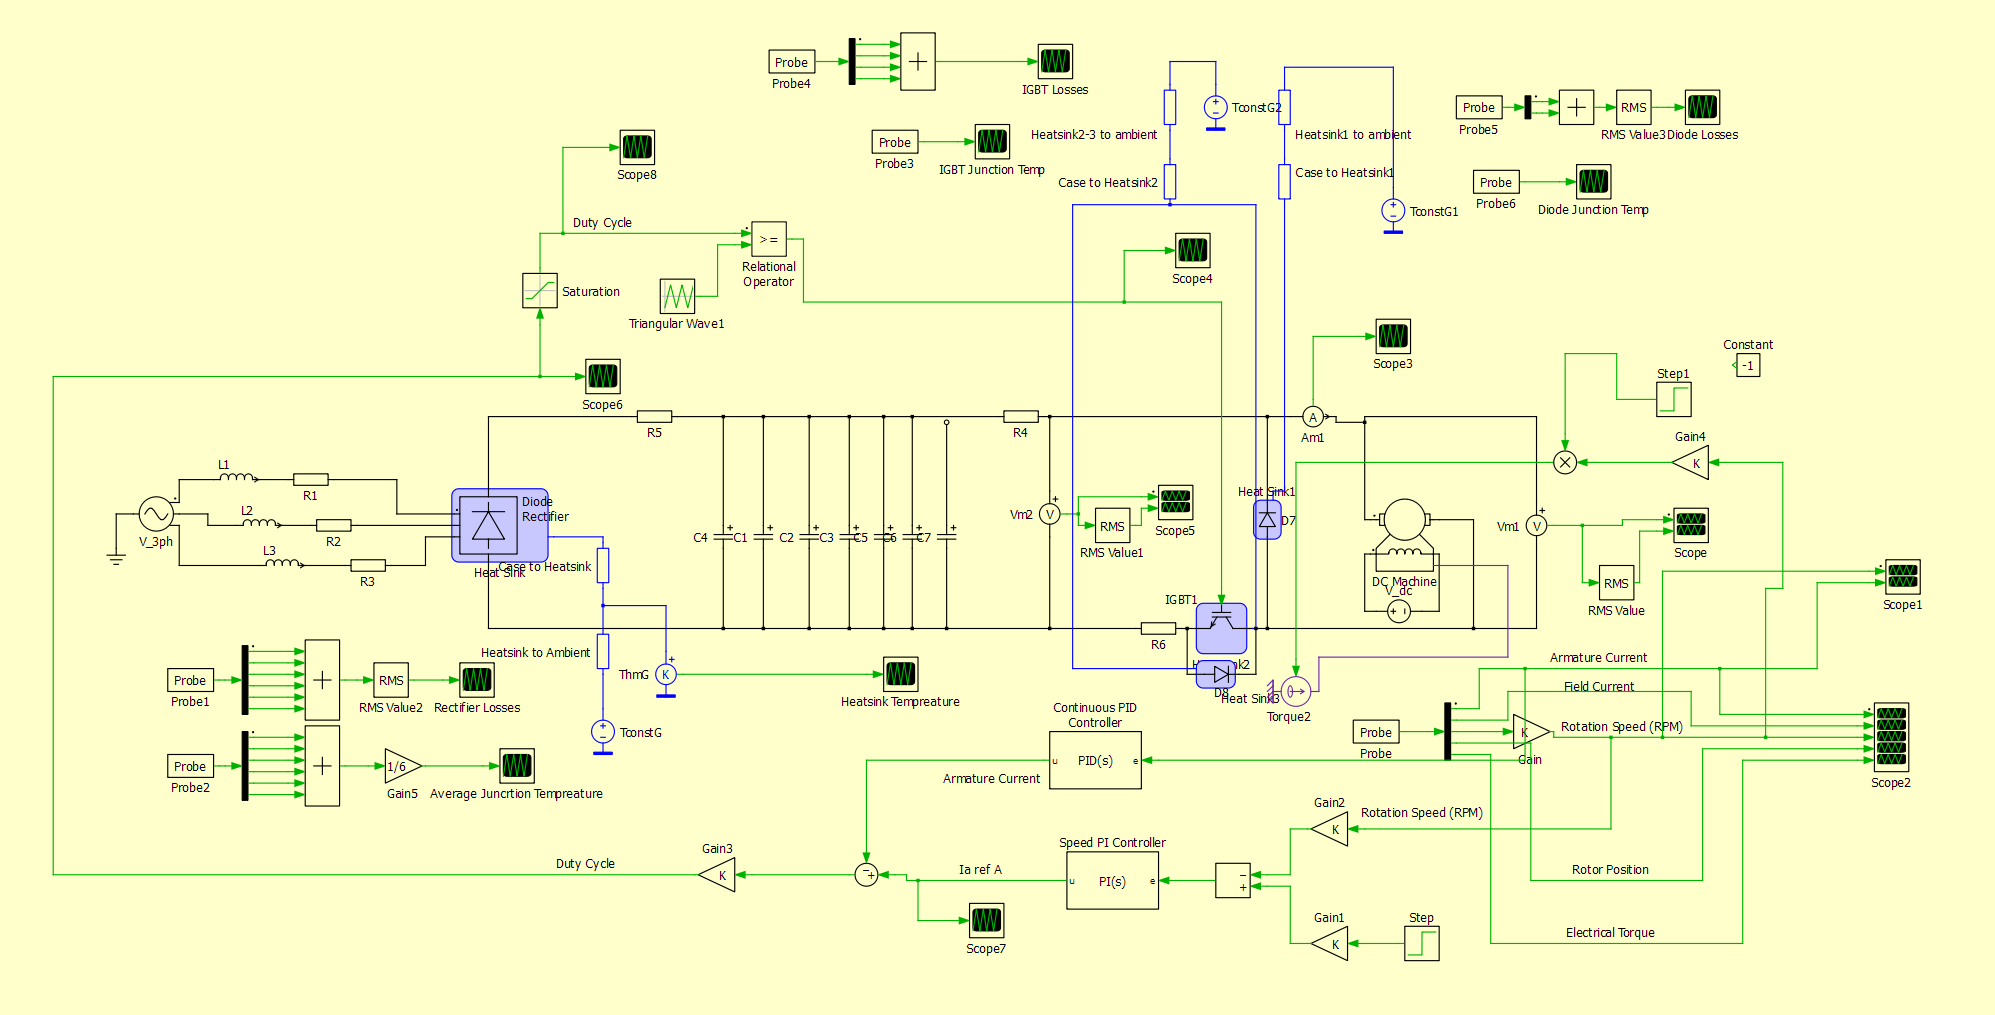 Probe
Probe4
IGBT Losses
Probe
Probe3
IGBT Junction Temp
TconstG2
Heatsink2-3 to ambient
Heatsink1 to ambient
Case to Heatsink2
Case to Heatsink1
TconstG1
Probe
Probe5
RMS
RMS Value3
Diode Losses
Probe
Probe6
Diode Junction Temp
Scope8
Duty Cycle
>=
Relational
Operator
Saturation
Triangular Wave1
Scope4
Scope6
Scope3
Constant
-1
Step1
Gain4
K
R5
R4
A
Am1
L1
R1
L2
R2
L3
R3
V_3ph
Diode
Rectifier
Heat Sink
Case to Heatsink
C4
C1
C2
C3
C5
C6
C7
Vm2
V
RMS
RMS Value1
Scope5
Heat Sink1
D7
DC Machine
V_dc
Vm1
V
Scope
RMS
RMS Value
Scope1
IGBT1
R6
D8
Heat Sink3
Torque2
Heatsink to Ambient
ThmG
K
Heatsink Tempreature
TconstG
Probe
Probe1
RMS
RMS Value2
Rectifier Losses
Probe
Probe2
1/6
Gain5
Average Juncrtion Tempreature
Continuous PID
Controller
u
PID(s)
e
Armature Current
Probe
Probe
Armature Current
Field Current
Rotation Speed (RPM)
K
Gain
Scope2
Gain2
K
Rotation Speed (RPM)
Rotor Position
Electrical Torque
Speed PI Controller
u
PI(s)
e
Ia ref A
Gain3
K
Duty Cycle
Scope7
Gain1
K
Step